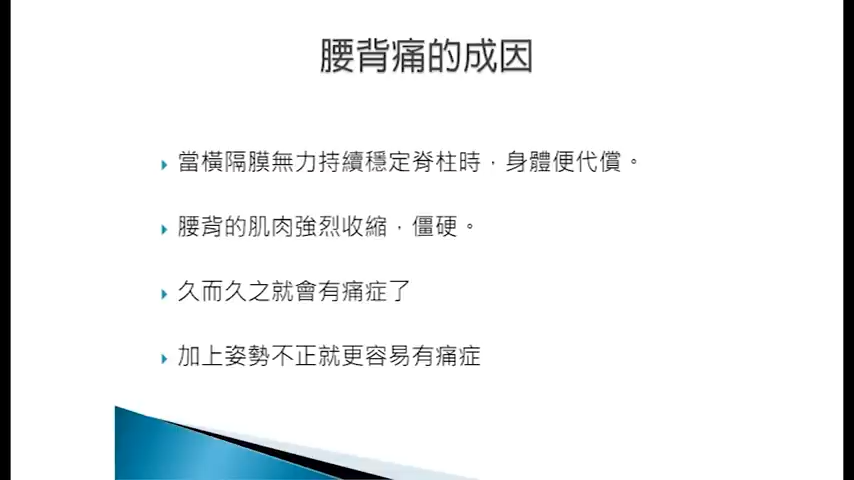 腰背痛的成因
當橫隔膜無力持續穩定脊柱時，身體便代償。
腰背的肌肉強烈收縮，僵硬。
久而久之就會有痛症了
加上姿勢不正就更容易有痛症